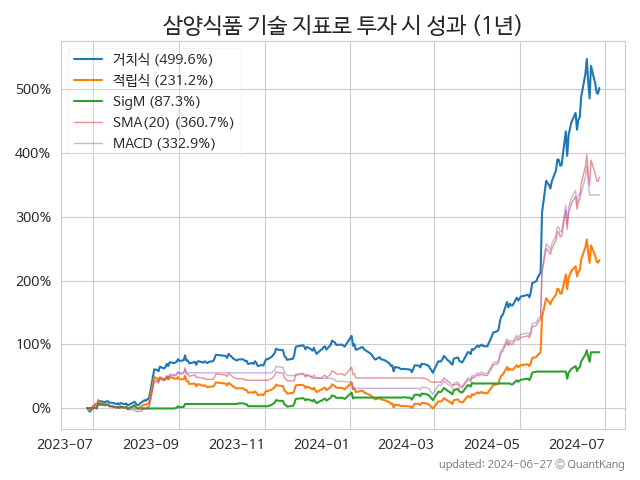 삼양식품 기술 지표로 투자 시 성과 (1년)
거치식 (499.6%)
적립식 (231.2%)
SigM (87.3%)
SMA(20) (360.7%)
MACD (332.9%)
500%
400%
300%
200%
100%
0%
2023-07 2023-09 2023-11 2024-01 2024-03 2024-05 2024-07
updated: 2024-06-27 © QuantKang